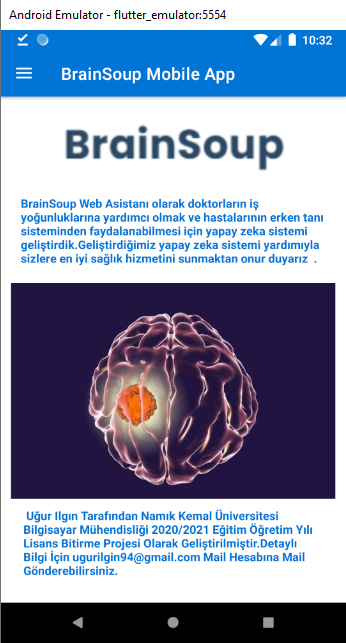 Android Emulator - flutter_emulator:5554
10:32
BrainSoup Mobile App
BrainSoup
BrainSoup Web Asistanı olarak doktorların iş
yoğunluklarına yardımcı olmak ve hastalarının erken tanı
sisteminden faydalanabilmesi için yapay zeka sistemi
geliştirdik.Geliştirdiğimiz yapay zeka sistemi yardımıyla
sizlere en iyi sağlık hizmetini sunmaktan onur duyarız .
Uğur Ilgın Tarafından Namık Kemal Üniversitesi
Bilgisayar Mühendisliği 2020/2021 Eğitim Öğretim Yılı
Lisans Bitirme Projesi Olarak Geliştirilmiştir.Detaylı
Bilgi İçin ugurilgin94@gmail.com Mail Hesabına Mail
Gönderebilirsiniz.